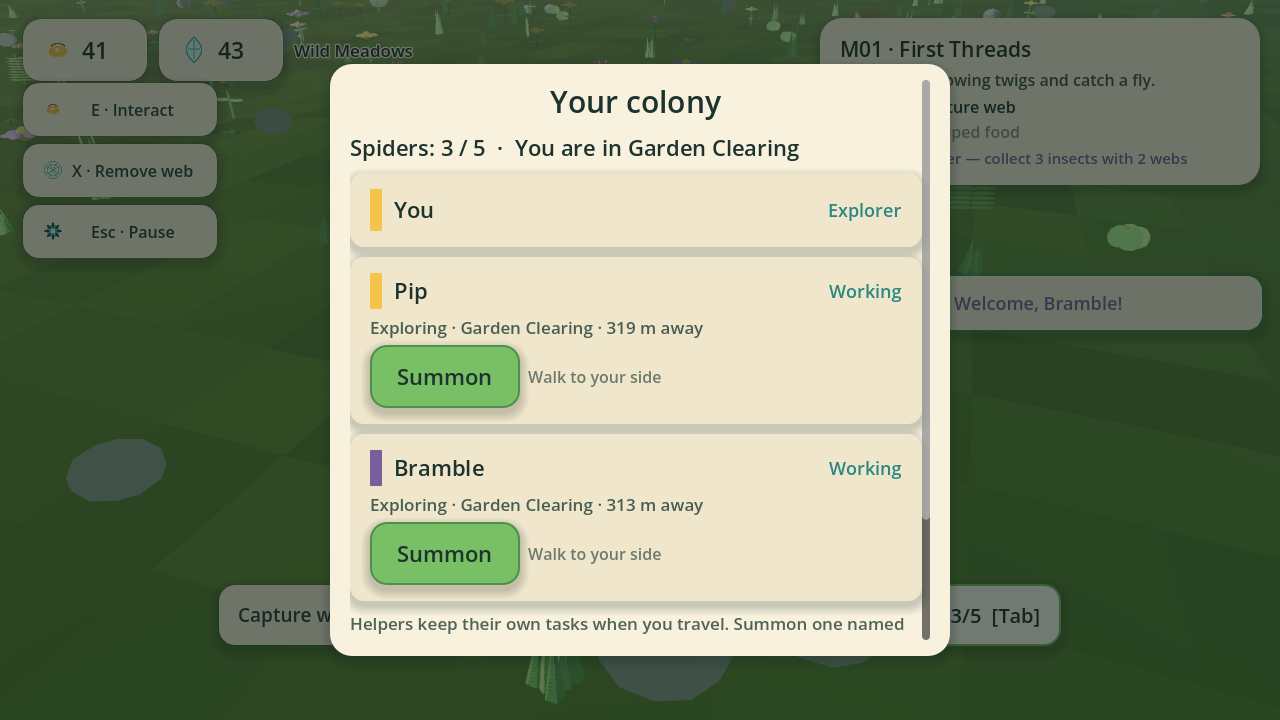 41
43
Wild Meadows
E · Interact
X · Remove web
Esc · Pause
M01 · First Threads
owing twigs and catch a fly.
ture web
ped food
er — collect 3 insects with 2 webs
Welcome, Bramble!
Your colony
Spiders: 3 / 5 · You are in Garden Clearing
You
Explorer
Pip
Working
Exploring · Garden Clearing · 319 m away
Summon
Walk to your side
Bramble
Working
Exploring · Garden Clearing · 313 m away
Summon
Walk to your side
Helpers keep their own tasks when you travel. Summon one named
Capture w
3/5 [Tab]